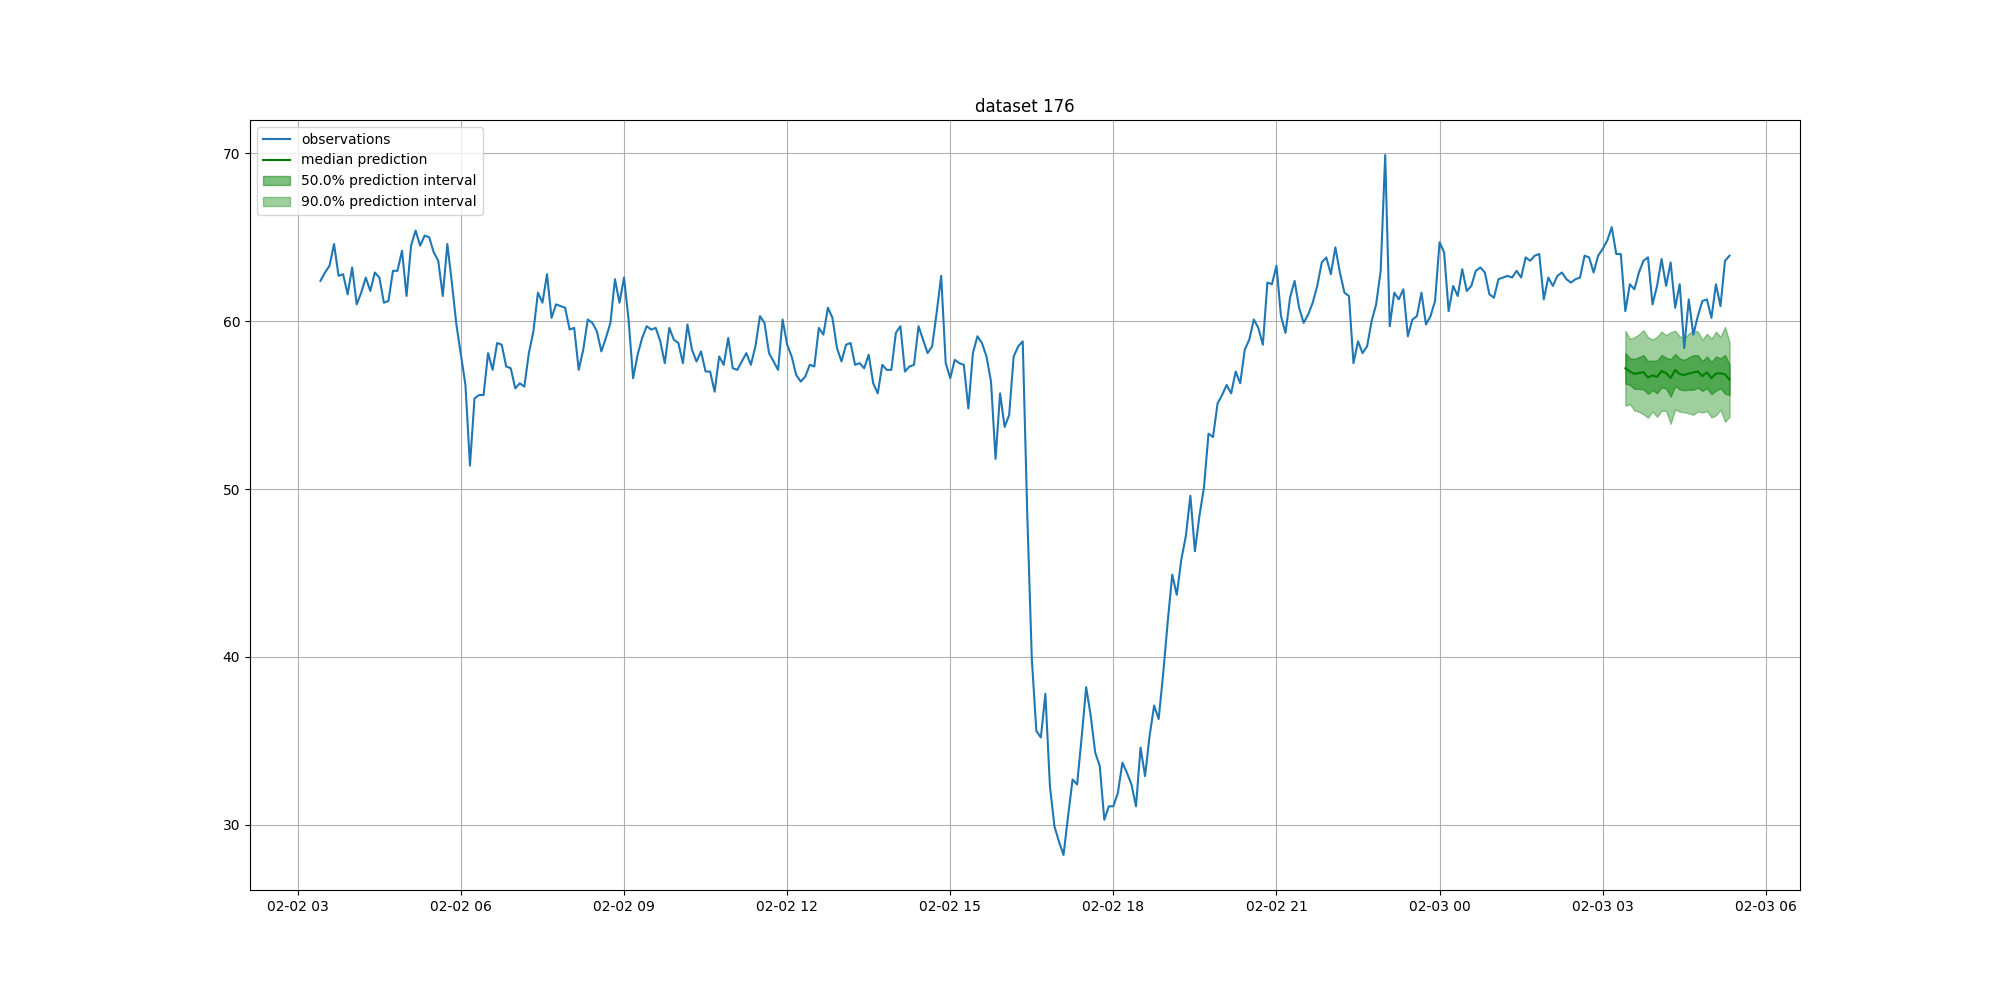 dataset 176
observations
median prediction
50.0% prediction interval
90.0% prediction interval
70
60
50
40
30
02-02 03 02-02 06 02-02 09 02-02 12 02-02 15 02-02 18 02-02 21 02-03 00 02-03 03 02-03 06